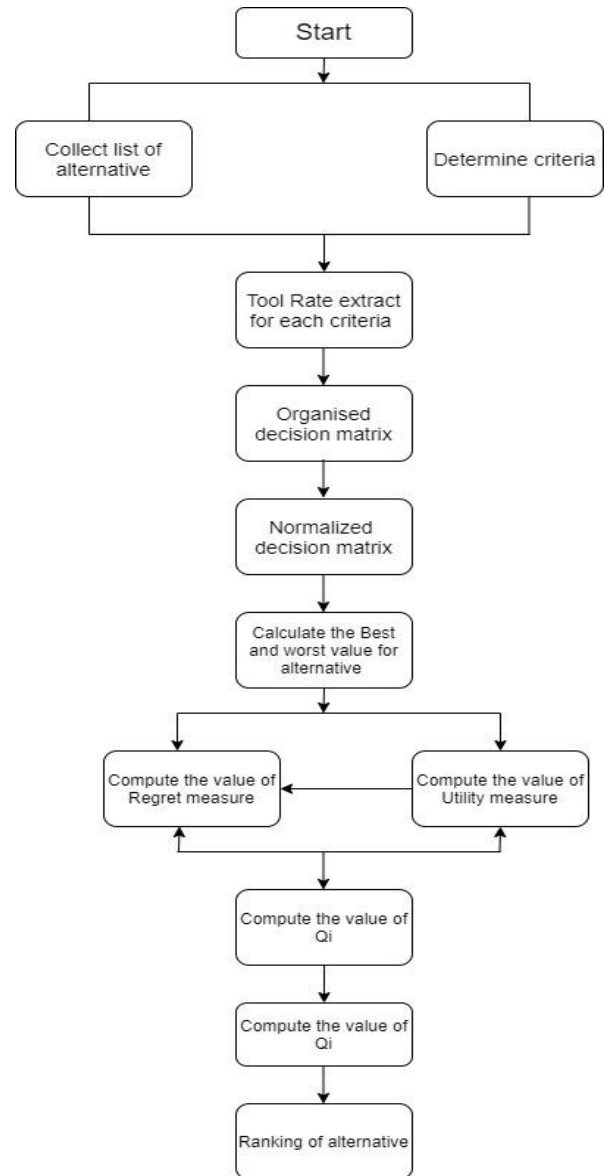 Start
Collect list of
alternative
Determine criteria
Tool Rate extract
for each criteria
Organised
decision matrix
Normalized
decision matrix
Calculate the Best
and worst value for
alternative
Compute the value of
Regret measure
Compute the value of
Utility measure
Compute the value of
Qi
Compute the value of
Qi
Ranking of alternative